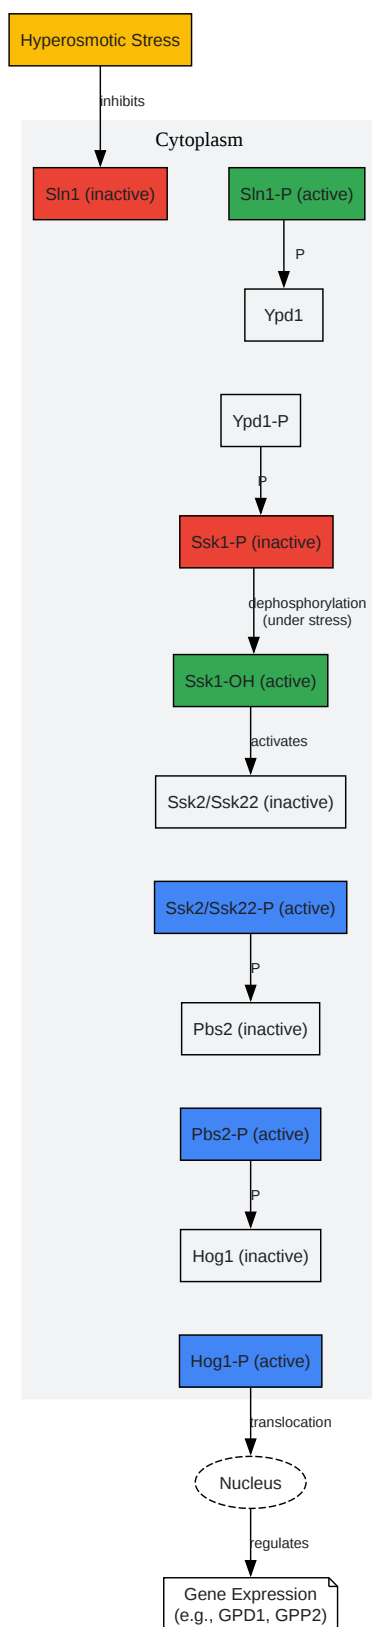 Hyperosmotic Stress
inhibits
Cytoplasm
Sln1 (inactive)
Sln1-P (active)
P
Ypd1
Ypd1-P
P
Ssk1-P (inactive)
dephosphorylation
(under stress)
Ssk1-OH (active)
activates
Ssk2/Ssk22 (inactive)
Ssk2/Ssk22-P (active)
P
Pbs2 (inactive)
Pbs2-P (active)
P
Hog1 (inactive)
Hog1-P (active)
translocation
Nucleus
regulates
Gene Expression
(e.g., GPD1, GPP2)